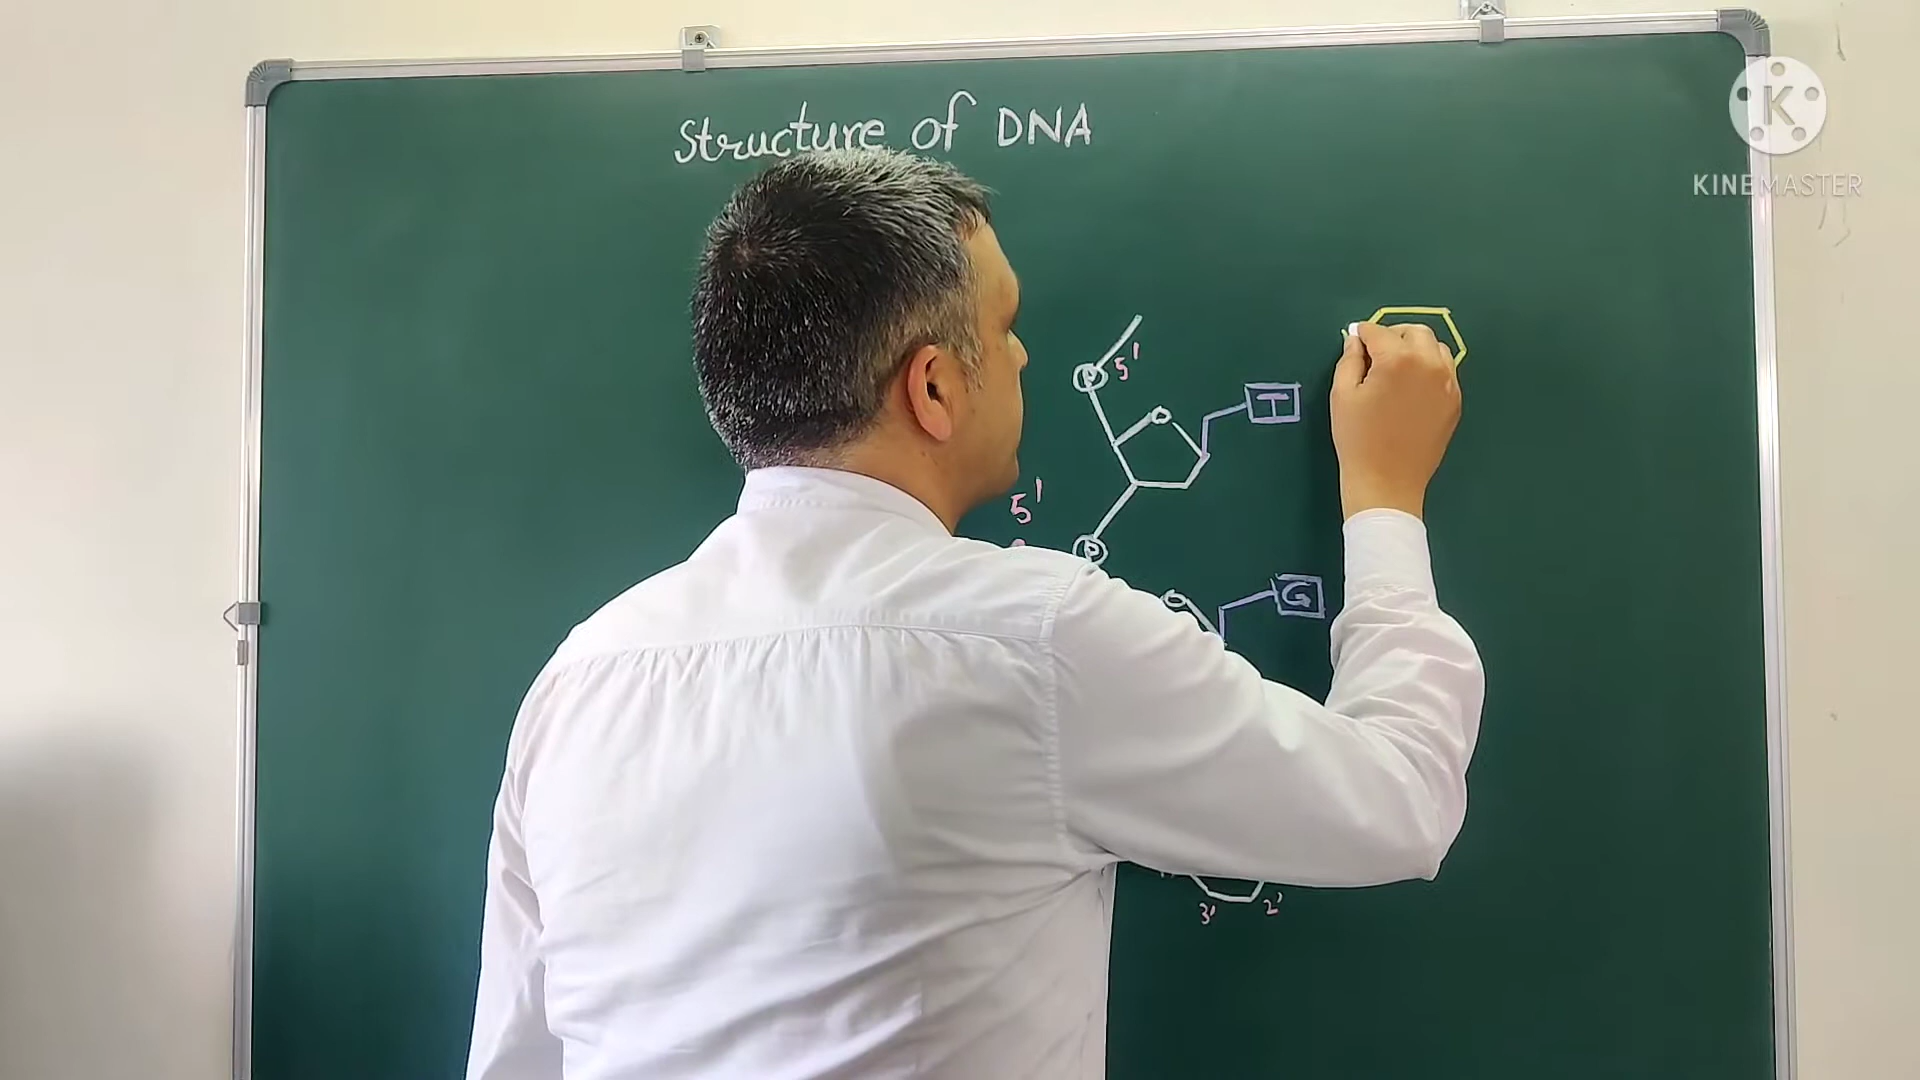 Structure of DNA
KINEMASTER
K
5'
P
O
T
5'
P
O
G
3' 2'